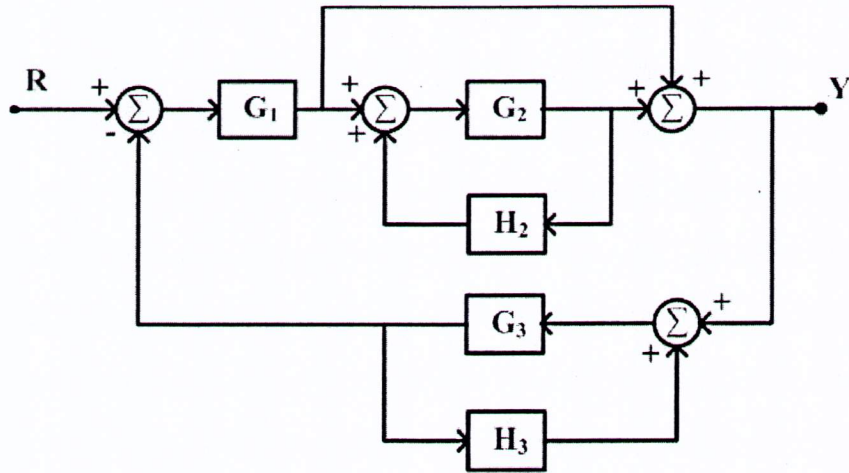 R + Σ - G₁ + Σ + G₂ + Σ + Y
H₂
G₃ Σ + +
H₃